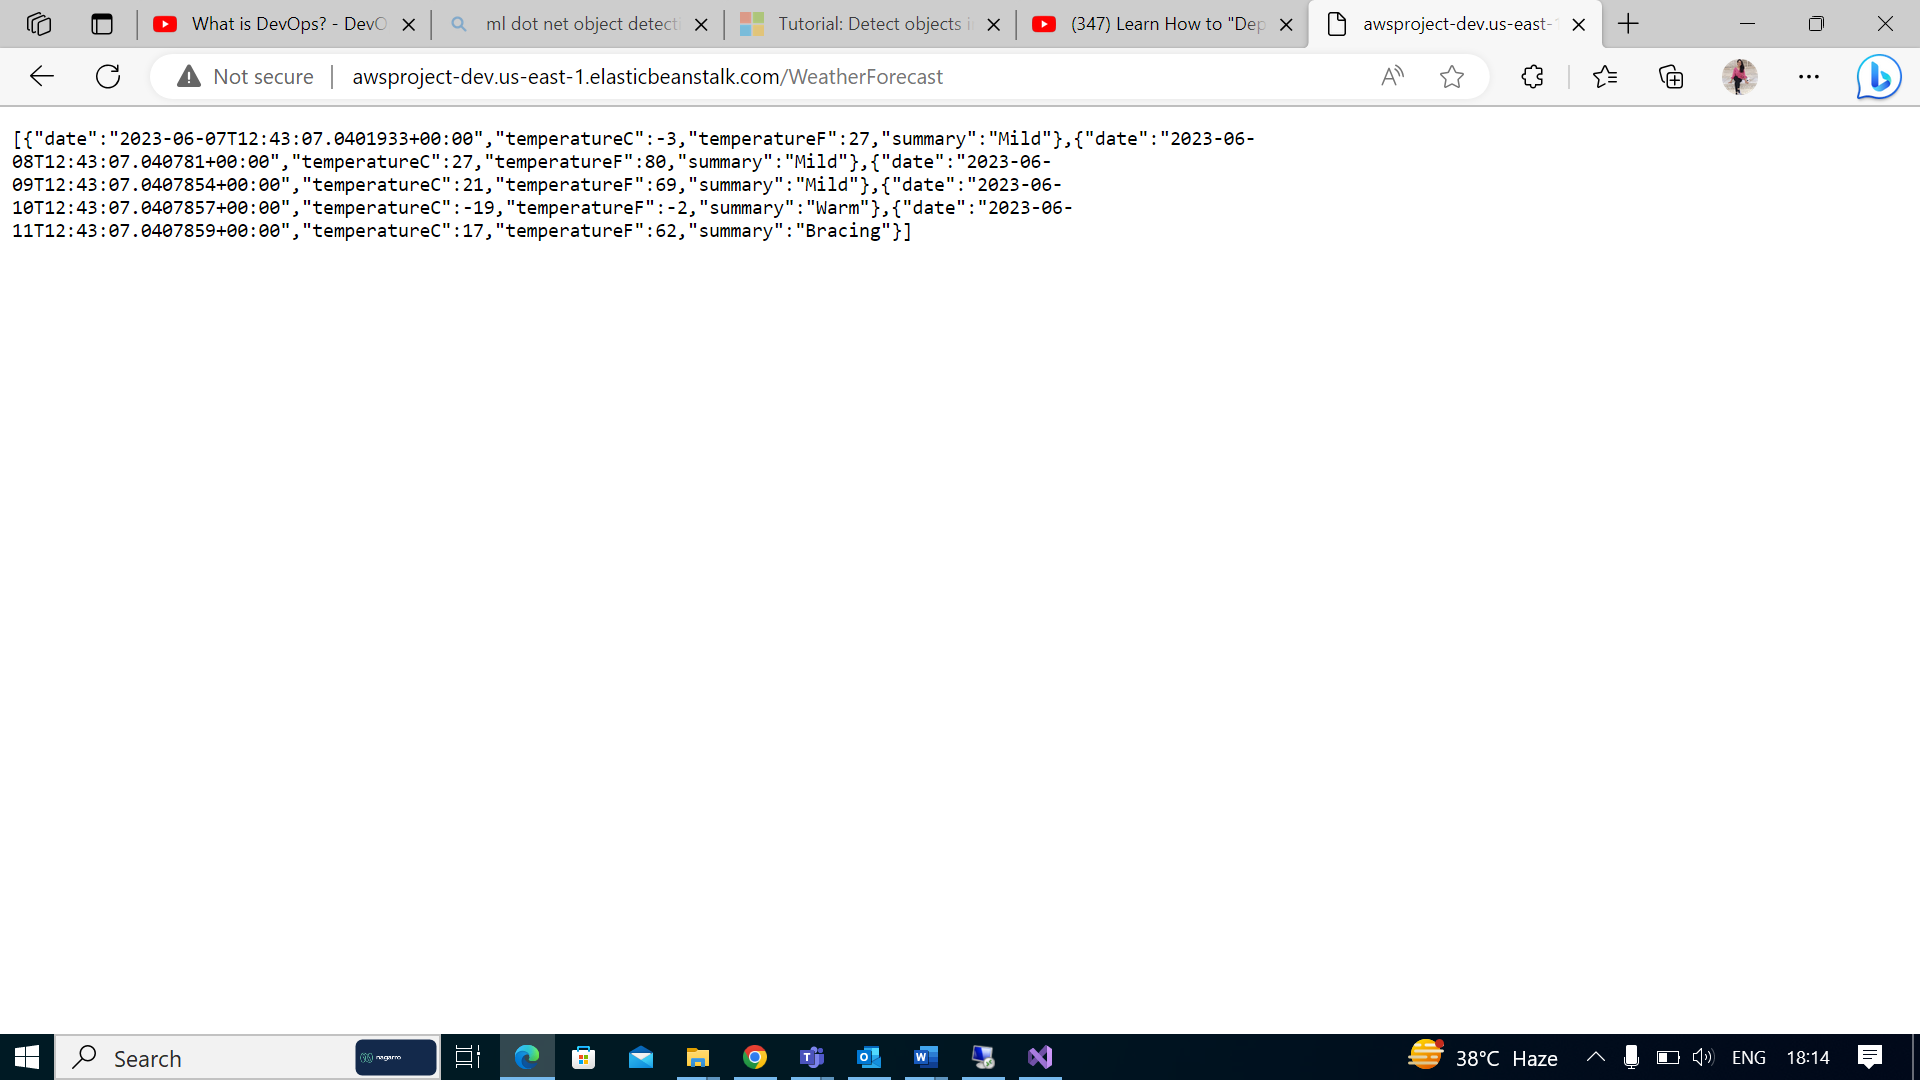 What is DevOps? - DevO
ml dot net object detecti
Tutorial: Detect objects i
(347) Learn How to "Dep
awsproject-dev.us-east-1
Not secure
awsproject-dev.us-east-1.elasticbeanstalk.com/WeatherForecast
[{"date":"2023-06-07T12:43:07.0401933+00:00","temperatureC":-3,"temperatureF":27,"summary":"Mild"},{"date":"2023-06-
08T12:43:07.040781+00:00","temperatureC":27,"temperatureF":80,"summary":"Mild"},{"date":"2023-06-
09T12:43:07.0407854+00:00","temperatureC":21,"temperatureF":69,"summary":"Mild"},{"date":"2023-06-
10T12:43:07.0407857+00:00","temperatureC":-19,"temperatureF":-2,"summary":"Warm"},{"date":"2023-06-
11T12:43:07.0407859+00:00","temperatureC":17,"temperatureF":62,"summary":"Bracing"}]
Search
nagarro
38°C Haze
ENG
18:14